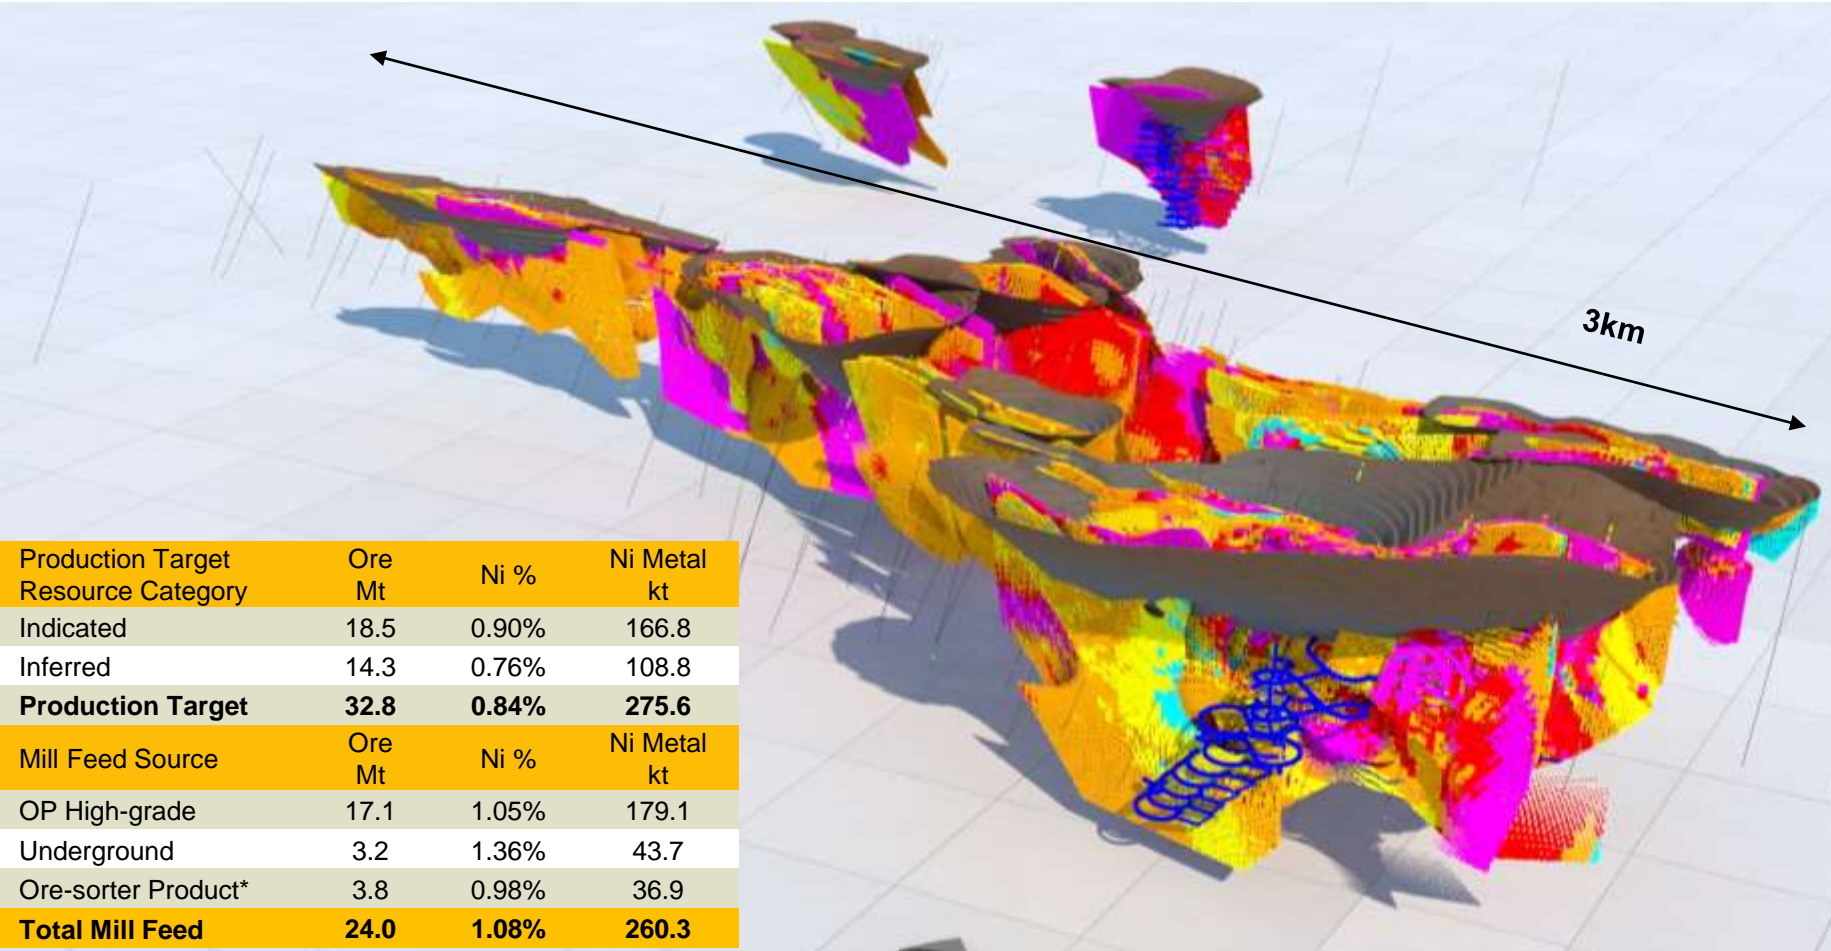 3km
Production Target Resource Category Ore Mt Ni % Ni Metal kt
Indicated 18.5 0.90% 166.8
Inferred 14.3 0.76% 108.8
Production Target 32.8 0.84% 275.6
Mill Feed Source Ore Mt Ni % Ni Metal kt
OP High-grade 17.1 1.05% 179.1
Underground 3.2 1.36% 43.7
Ore-sorter Product* 3.8 0.98% 36.9
Total Mill Feed 24.0 1.08% 260.3